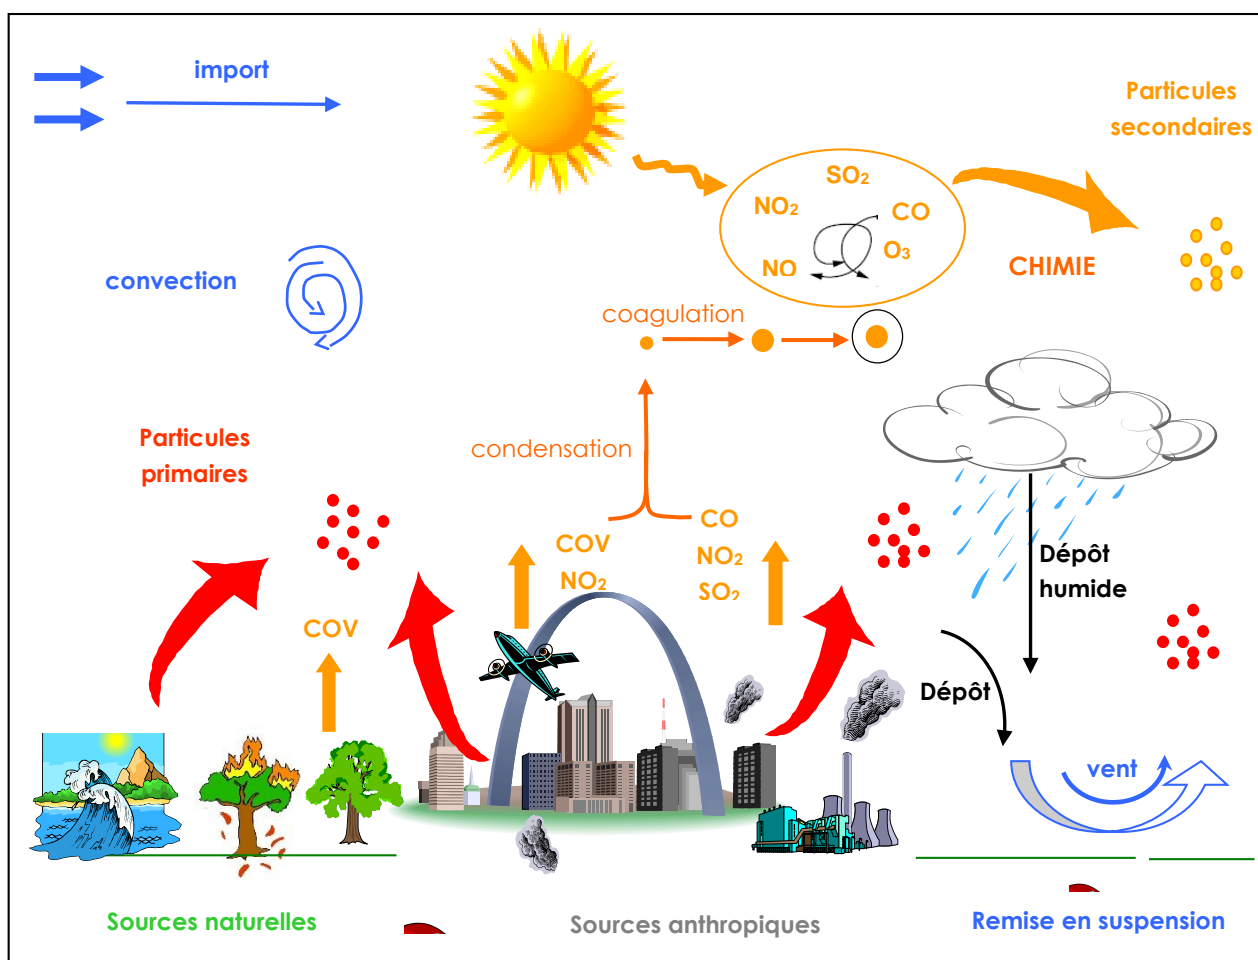 import
Particules
secondaires
SO2
NO2
CO
O3
NO
CHIMIE
convection
coagulation
Particules
primaires
condensation
CO
COV
NO2
NO2
SO2
Dépôt
humide
COV
Dépôt
vent
Sources naturelles
Sources anthropiques
Remise en suspension